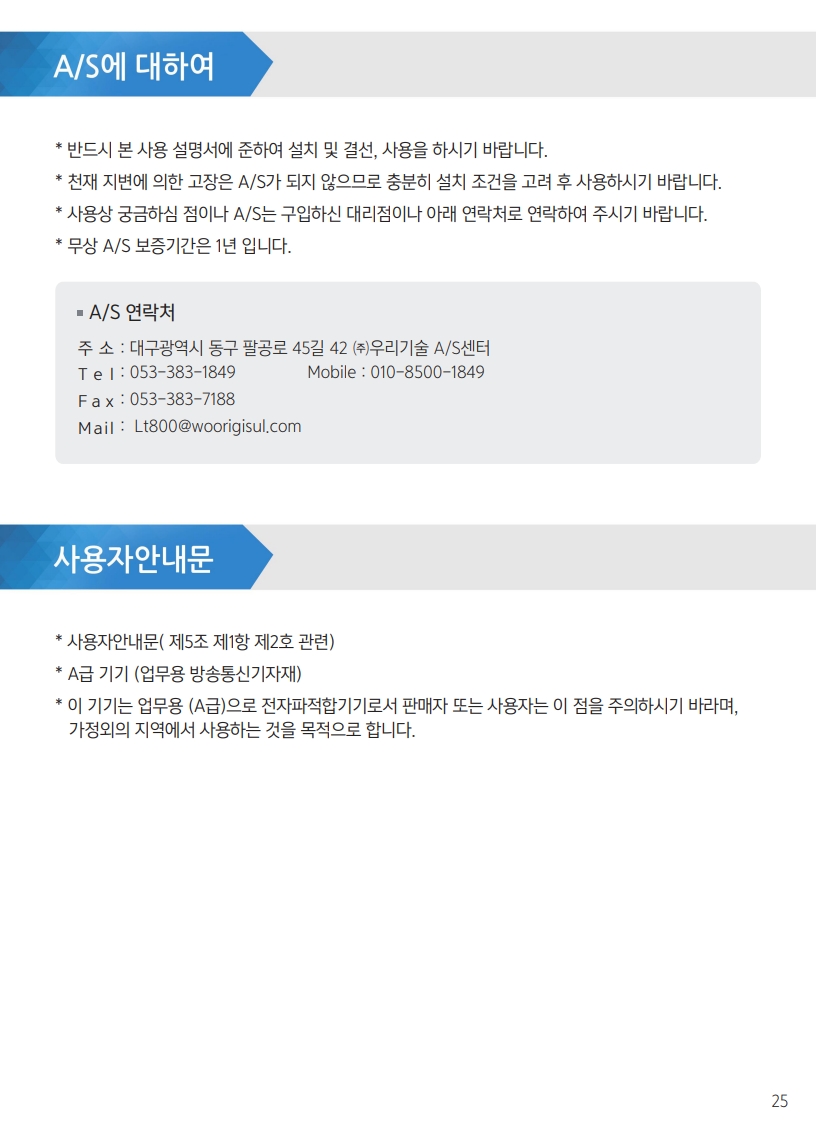 A/S에 대하여
* 반드시 본 사용 설명서에 준하여 설치 및 결선, 사용을 하시기 바랍니다.
* 천재 지변에 의한 고장은 A/S가 되지 않으므로 충분히 설치 조건을 고려 후 사용하시기 바랍니다.
* 사용상 궁금하심 점이나 A/S는 구입하신 대리점이나 아래 연락처로 연락하여 주시기 바랍니다.
* 무상 A/S 보증기간은 1년 입니다.
▪ A/S 연락처
주 소 : 대구광역시 동구 팔공로 45길 42 ㈜우리기술 A/S센터
Tel : 053-383-1849 Mobile : 010-8500-1849
Fax : 053-383-7188
Mail : Lt800@woorigisul.com
사용자안내문
* 사용자안내문( 제5조 제1항 제2호 관련)
* A급 기기 (업무용 방송통신기자재)
* 이 기기는 업무용 (A급)으로 전자파적합기기로서 판매자 또는 사용자는 이 점을 주의하시기 바라며,
가정외의 지역에서 사용하는 것을 목적으로 합니다.
25